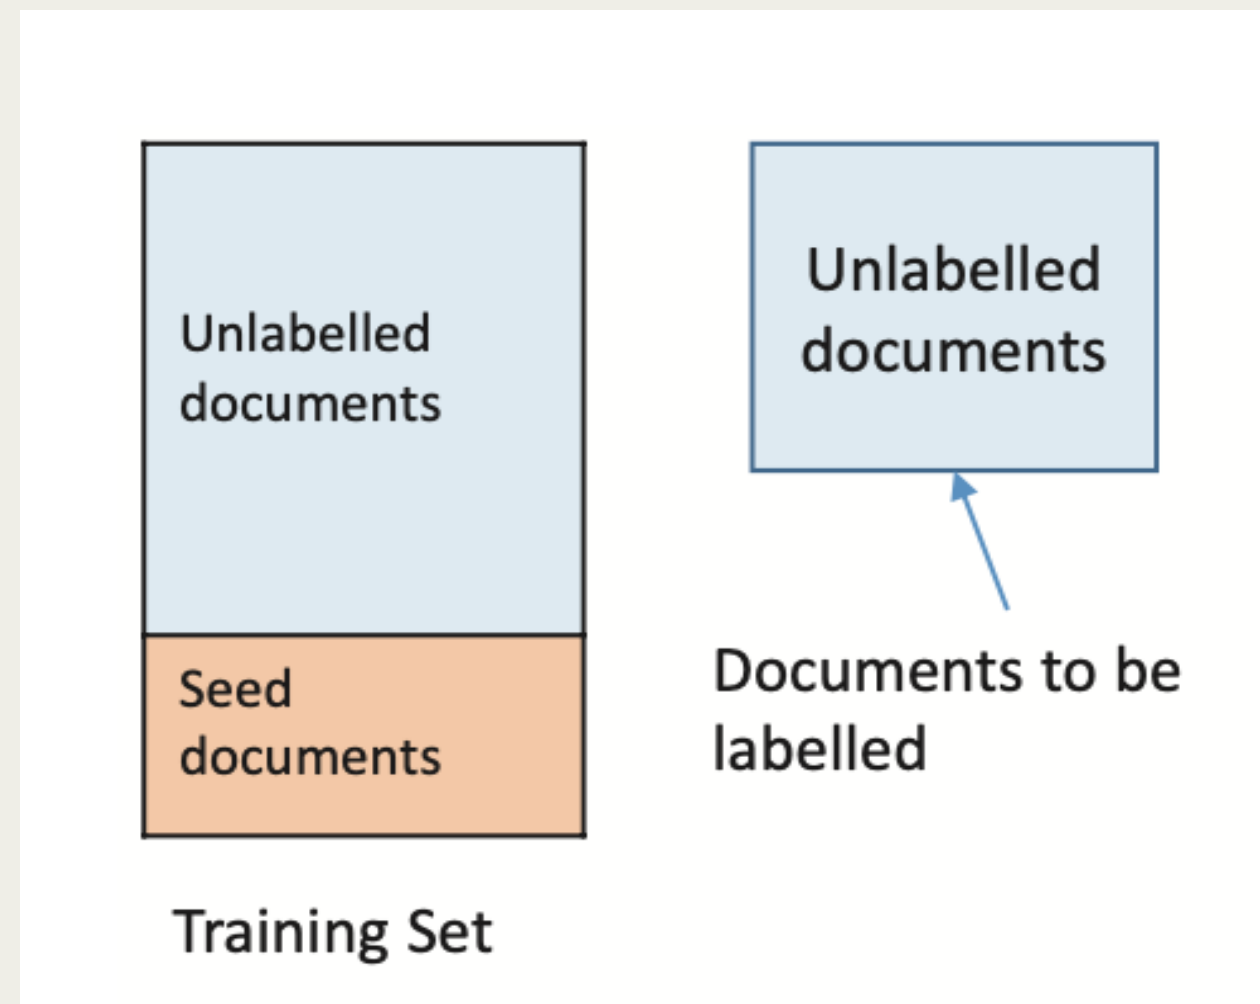 Unlabelled
documents
Seed
documents
Training Set
Unlabelled
documents
Documents to be
labelled